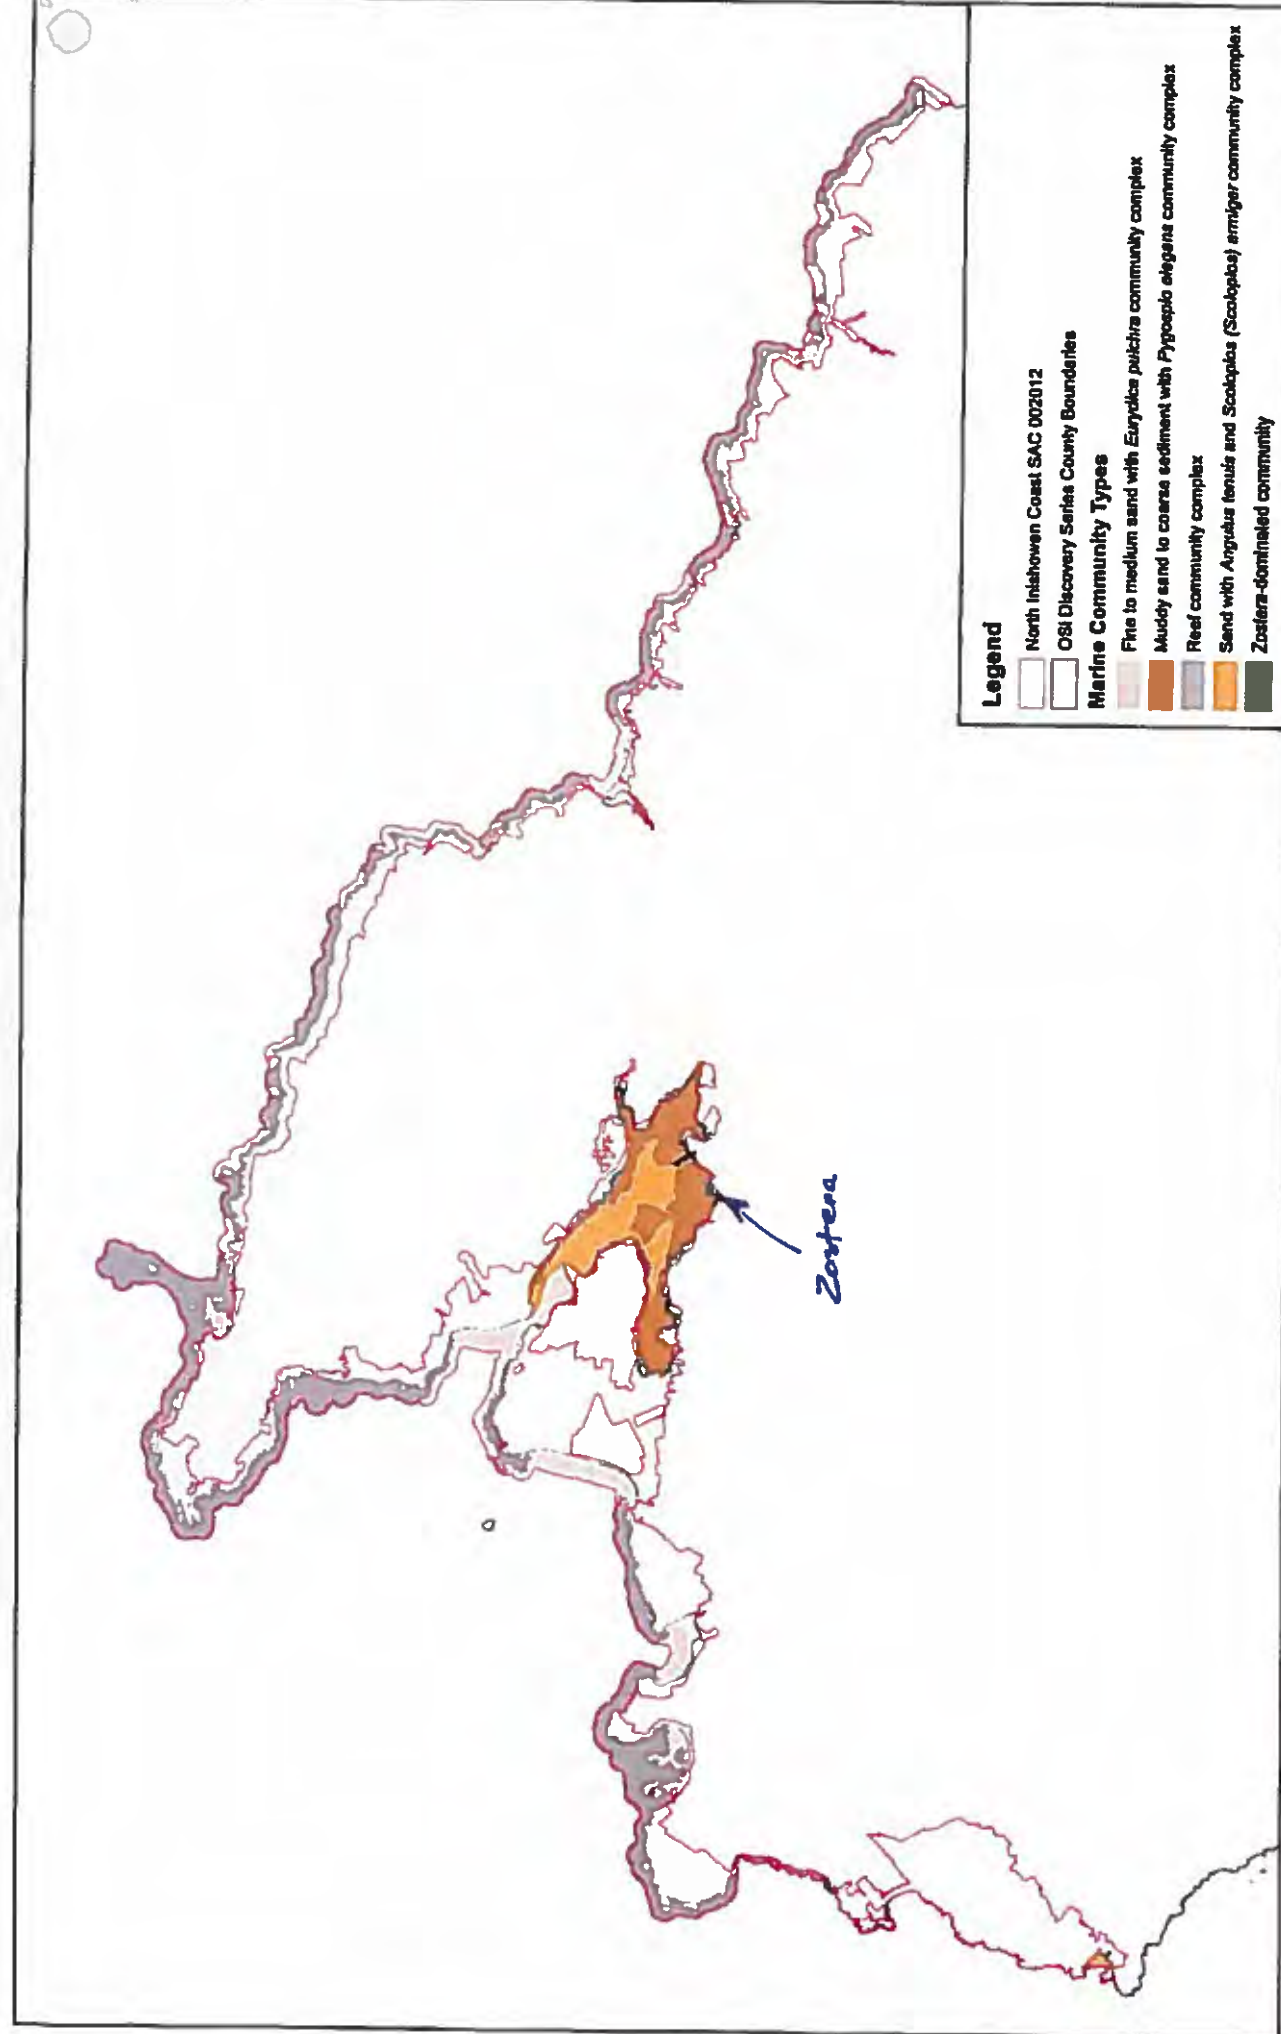 Legend
North Inishowen Coast SAC 002012
OSI Discovery Series County Boundaries
Marine Community Types
Fine to medium sand with Eurydice pulchra community complex
Muddy sand to coarse sediment with Pygospio elegans community complex
Reef community complex
Sand with Angulus tenuis and Scoloplos (Scoloplos) armiger community complex
Zostera-dominated community
Zostera